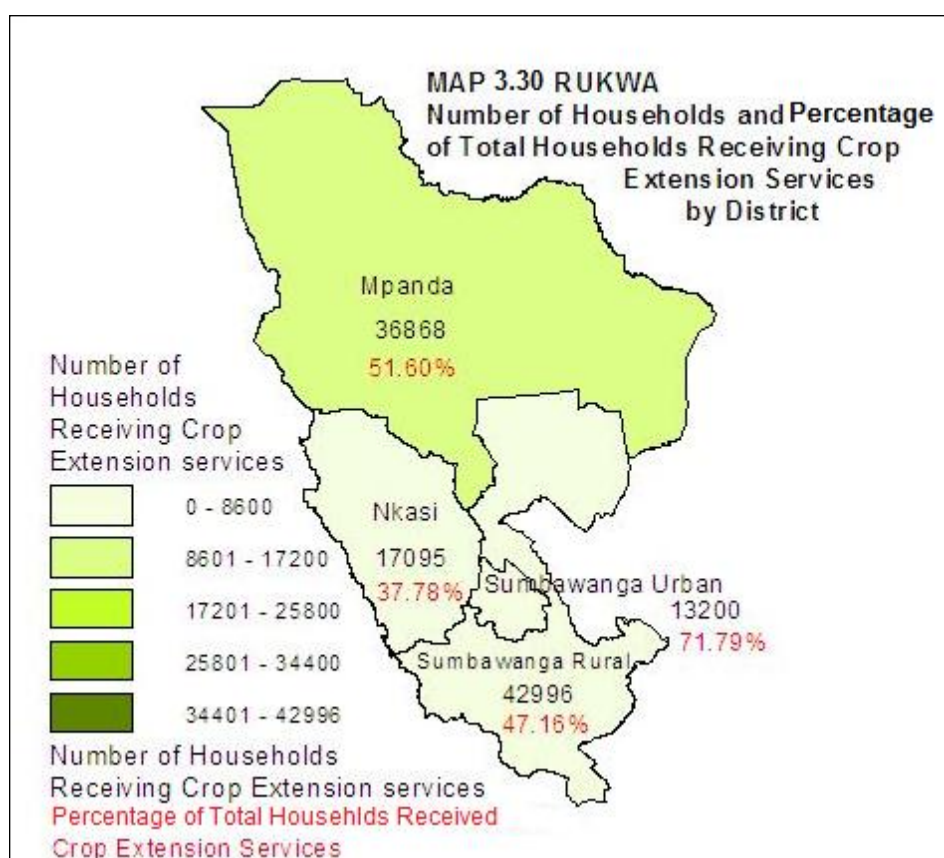 MAP 3.30 RUKWA
Number of Households and Percentage
of Total Households Receiving Crop
Extension Services
by District
Mpanda
36868
51.60%
Number of
Households
Receiving Crop
Extension services
0 - 8600
8601 - 17200
17201 - 25800
25801 - 34400
34401 - 42996
Nkasi
17095
37.78%
Sumbawanga Urban
13200
71.79%
Sumbawanga Rural
42996
47.16%
Number of Households
Receiving Crop Extension services
Percentage of Total Househlds Received
Crop Extension Services